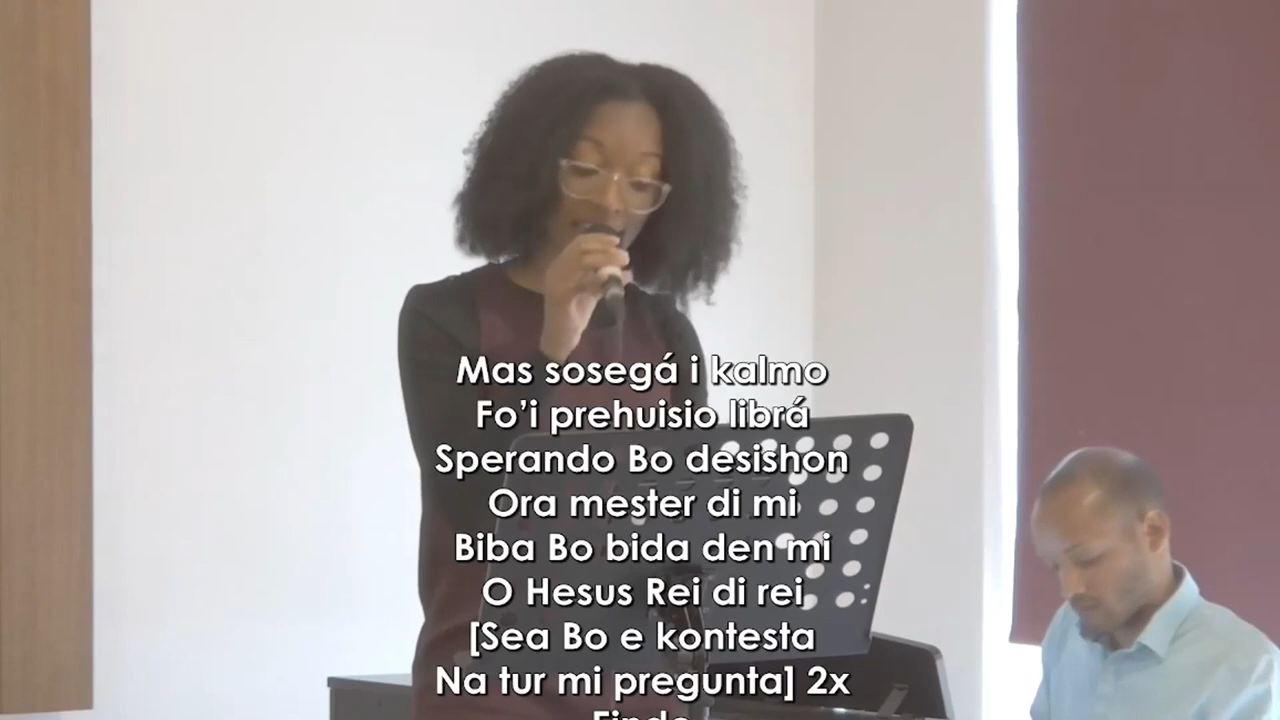 Mas sosegá i kalmo
Fo’i prehuisio librá
Sperando Bo desishon
Ora mester di mi
Biba Bo bida den mi
O Hesus Rei di rei
[Sea Bo e kontesta
Na tur mi pregunta] 2x